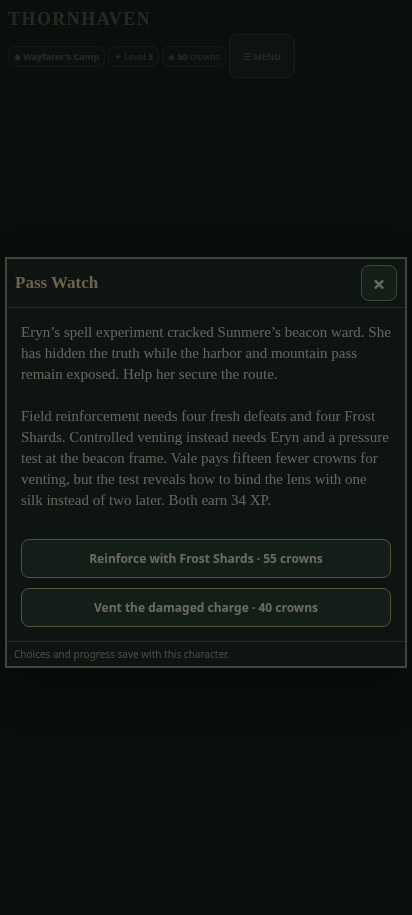 THORNHAVEN
◆ Wayfarer's Camp ✦ Level 3 ◈ 50 crowns ☰ MENU
Pass Watch ×
Eryn’s spell experiment cracked Sunmere’s beacon ward. She
has hidden the truth while the harbor and mountain pass
remain exposed. Help her secure the route.
Field reinforcement needs four fresh defeats and four Frost
Shards. Controlled venting instead needs Eryn and a pressure
test at the beacon frame. Vale pays fifteen fewer crowns for
venting, but the test reveals how to bind the lens with one
silk instead of two later. Both earn 34 XP.
Reinforce with Frost Shards · 55 crowns
Vent the damaged charge · 40 crowns
Choices and progress save with this character.